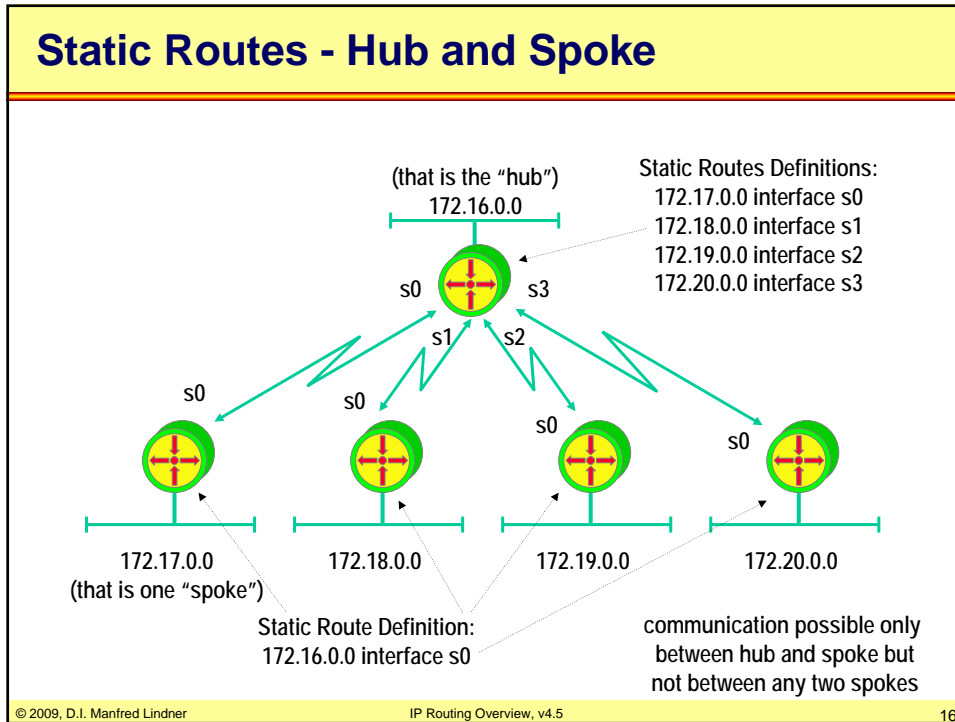 Static Routes - Hub and Spoke
(that is the “hub”)
172.16.0.0
Static Routes Definitions:
172.17.0.0 interface s0
172.18.0.0 interface s1
172.19.0.0 interface s2
172.20.0.0 interface s3
s0
s3
s1
s2
s0
s0
s0
s0
172.17.0.0
(that is one “spoke”)
172.18.0.0
172.19.0.0
172.20.0.0
Static Route Definition:
172.16.0.0 interface s0
communication possible only
between hub and spoke but
not between any two spokes
© 2009, D.I. Manfred Lindner
IP Routing Overview, v4.5
16